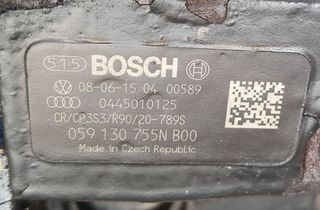 S15 BOSCH
08-06-15 04 00589
0445010125
CR/CP3S3/R90/20-789S
059 130 755N B00
Made in Czech Republic